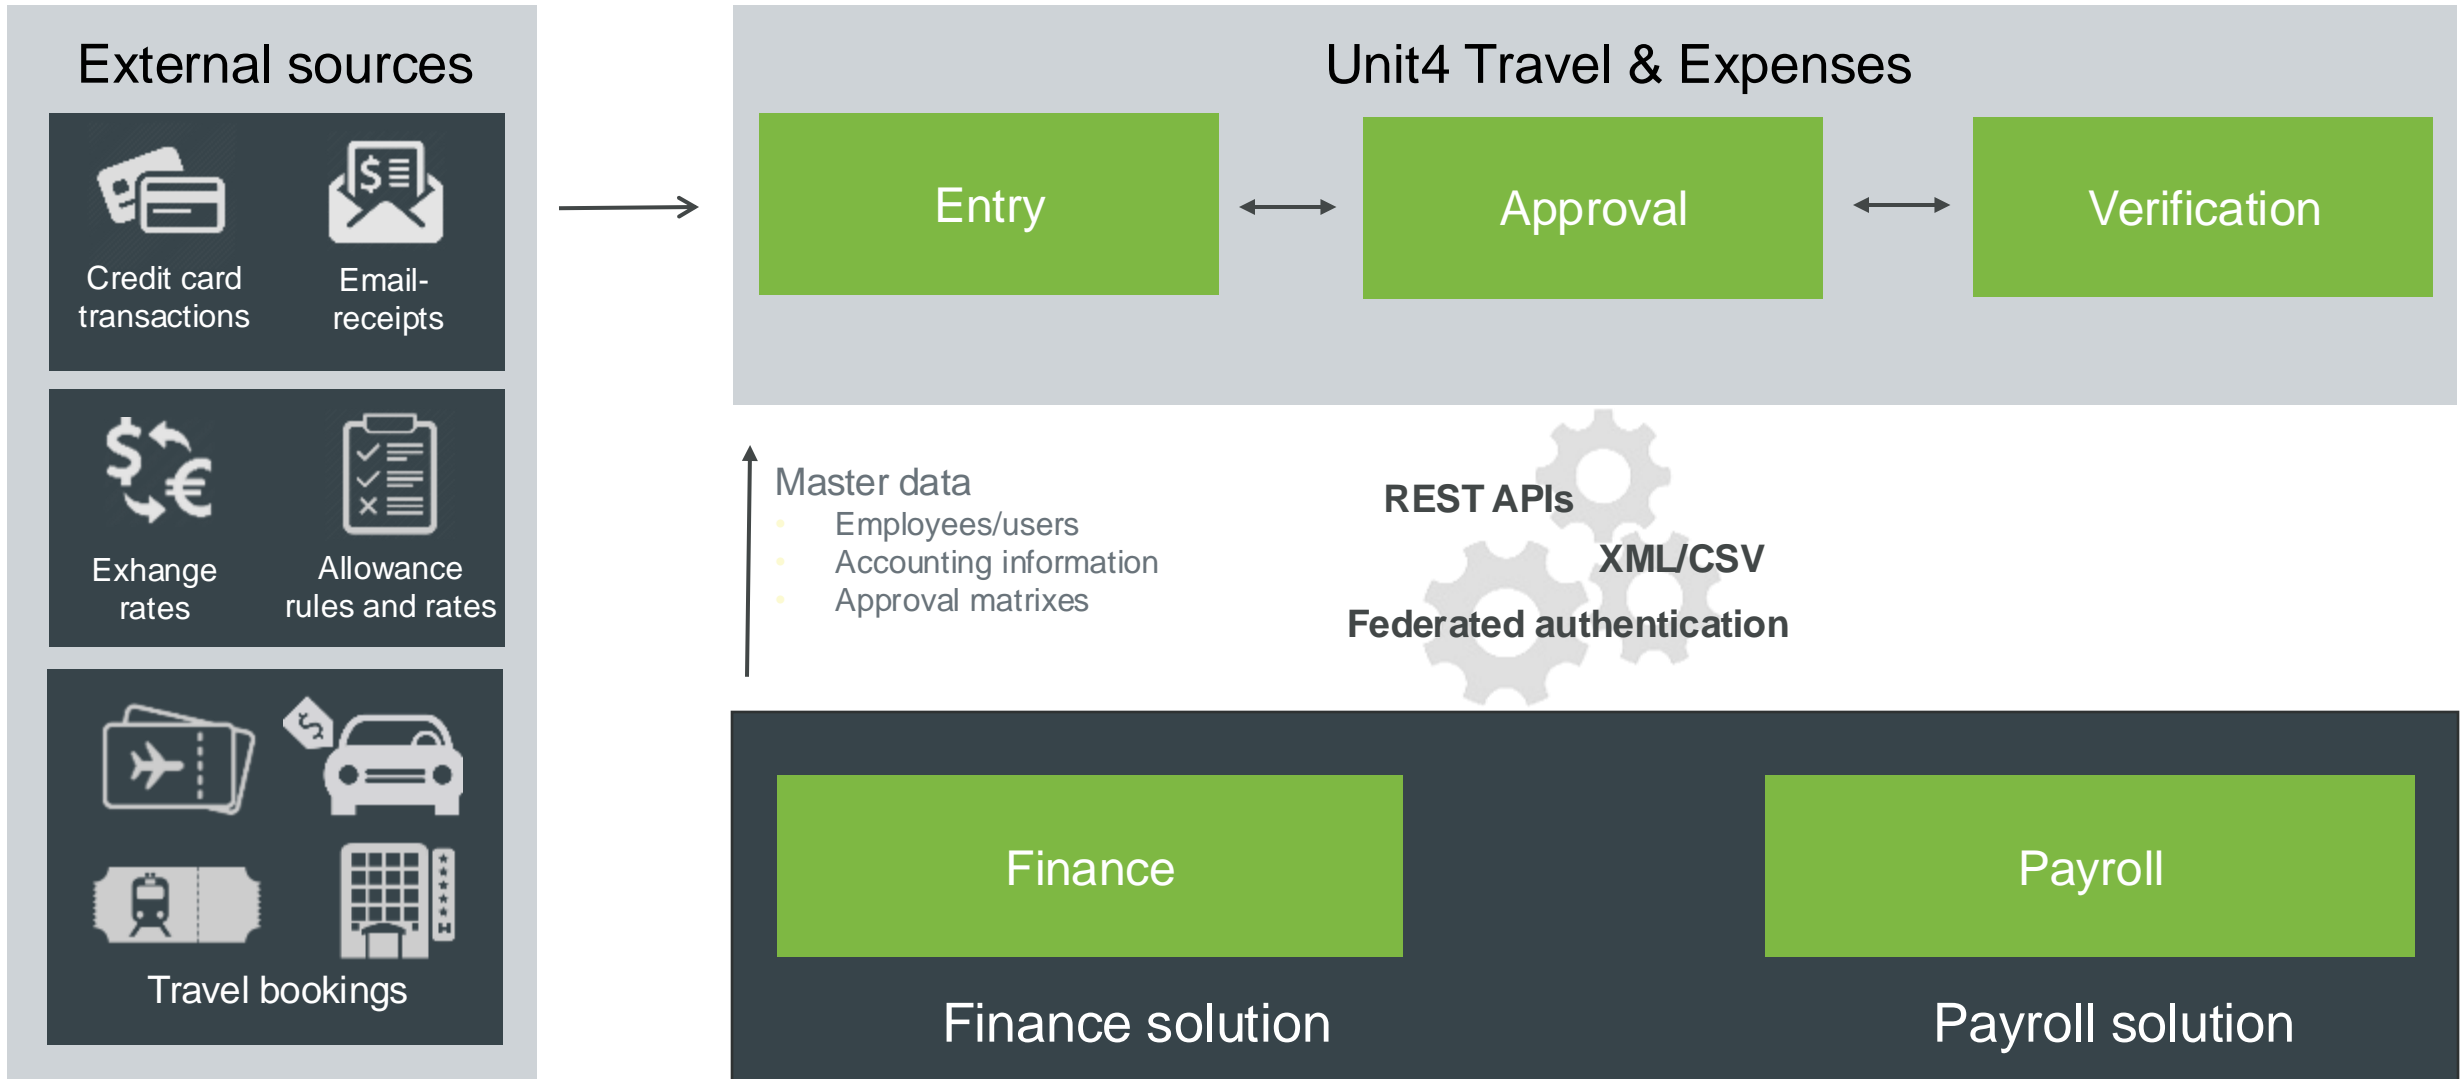 External sources
Credit card
transactions
Email-
receipts
Exhange
rates
Allowance
rules and rates
Travel bookings
Unit4 Travel & Expenses
Entry
Approval
Verification
Master data
• Employees/users
• Accounting information
• Approval matrixes
REST APIs
XML/CSV
Federated authentication
Finance
Payroll
Finance solution
Payroll solution